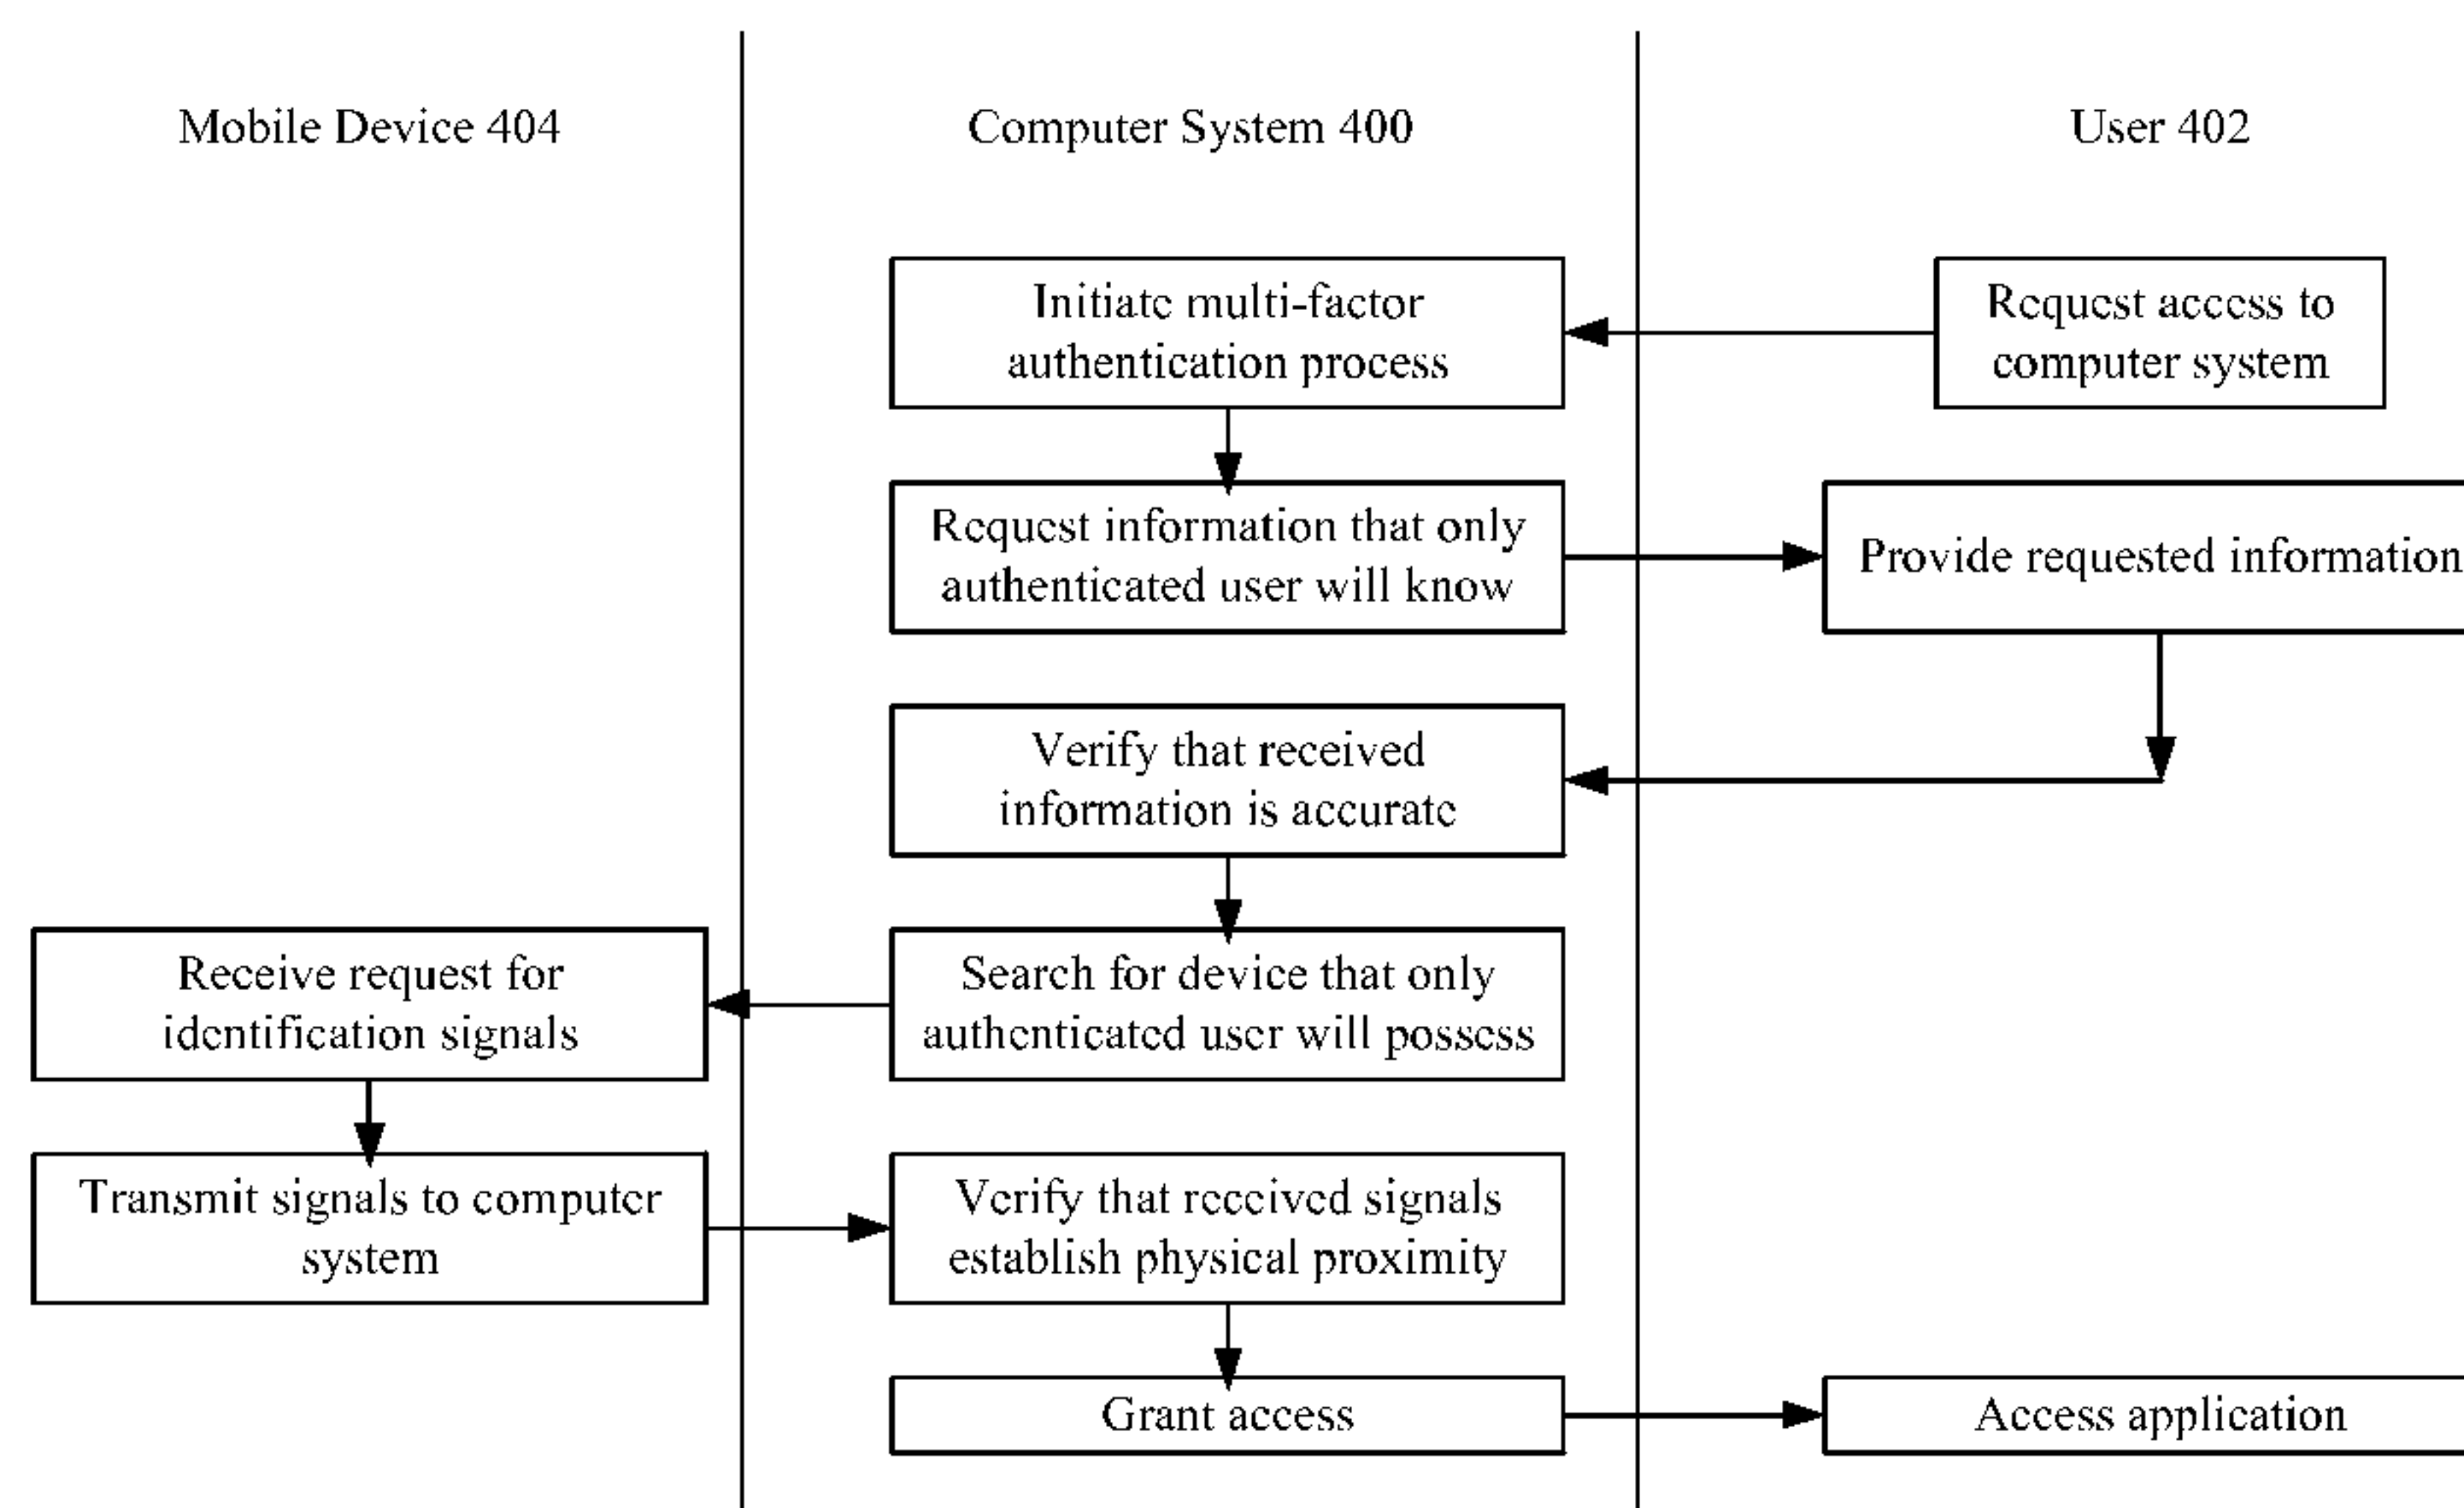 Mobile Device 404
Computer System 400
User 402
Initiate multi-factor
authentication process
Request access to
computer system
Request information that only
authenticated user will know
Provide requested information
Verify that received
information is accurate
Receive request for
identification signals
Search for device that only
authenticated user will possess
Transmit signals to computer
system
Verify that received signals
establish physical proximity
Grant access
Access application